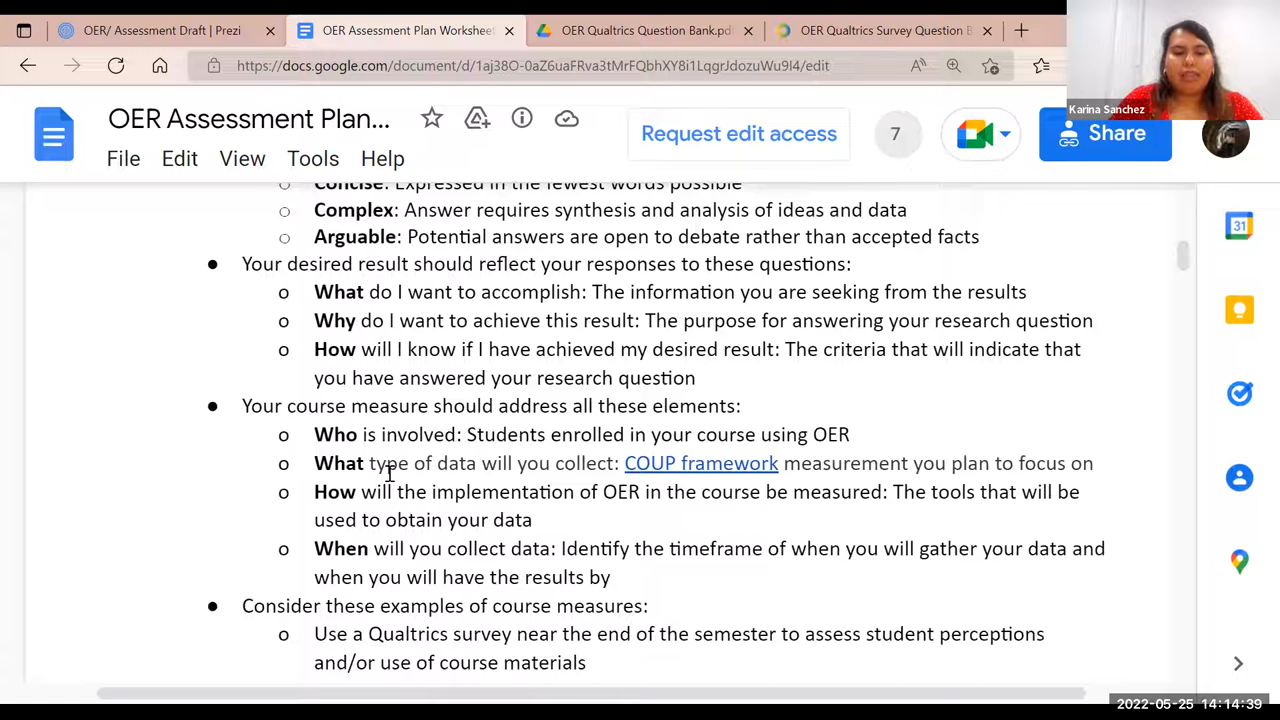 OER/ Assessment Draft | Prezi
OER Assessment Plan Workshee
OER Qualtrics Question Bank.pd
OER Qualtrics Survey Question B
https://docs.google.com/document/d/1aj38O-0aZ6uaFRva3tMrFQbhXY8i1LqgrJdozuWu9I4/edit
Karina Sanchez
OER Assessment Plan...
Request edit access
7
Share
File Edit View Tools Help
31
Concise: Expressed in the fewest words possible
Complex: Answer requires synthesis and analysis of ideas and data
Arguable: Potential answers are open to debate rather than accepted facts
Your desired result should reflect your responses to these questions:
What do I want to accomplish: The information you are seeking from the results
Why do I want to achieve this result: The purpose for answering your research question
How will I know if I have achieved my desired result: The criteria that will indicate that
you have answered your research question
Your course measure should address all these elements:
Who is involved: Students enrolled in your course using OER
What type of data will you collect: COUP framework measurement you plan to focus on
How will the implementation of OER in the course be measured: The tools that will be
used to obtain your data
When will you collect data: Identify the timeframe of when you will gather your data and
when you will have the results by
Consider these examples of course measures:
Use a Qualtrics survey near the end of the semester to assess student perceptions
and/or use of course materials
2022-05-25 14:14:39